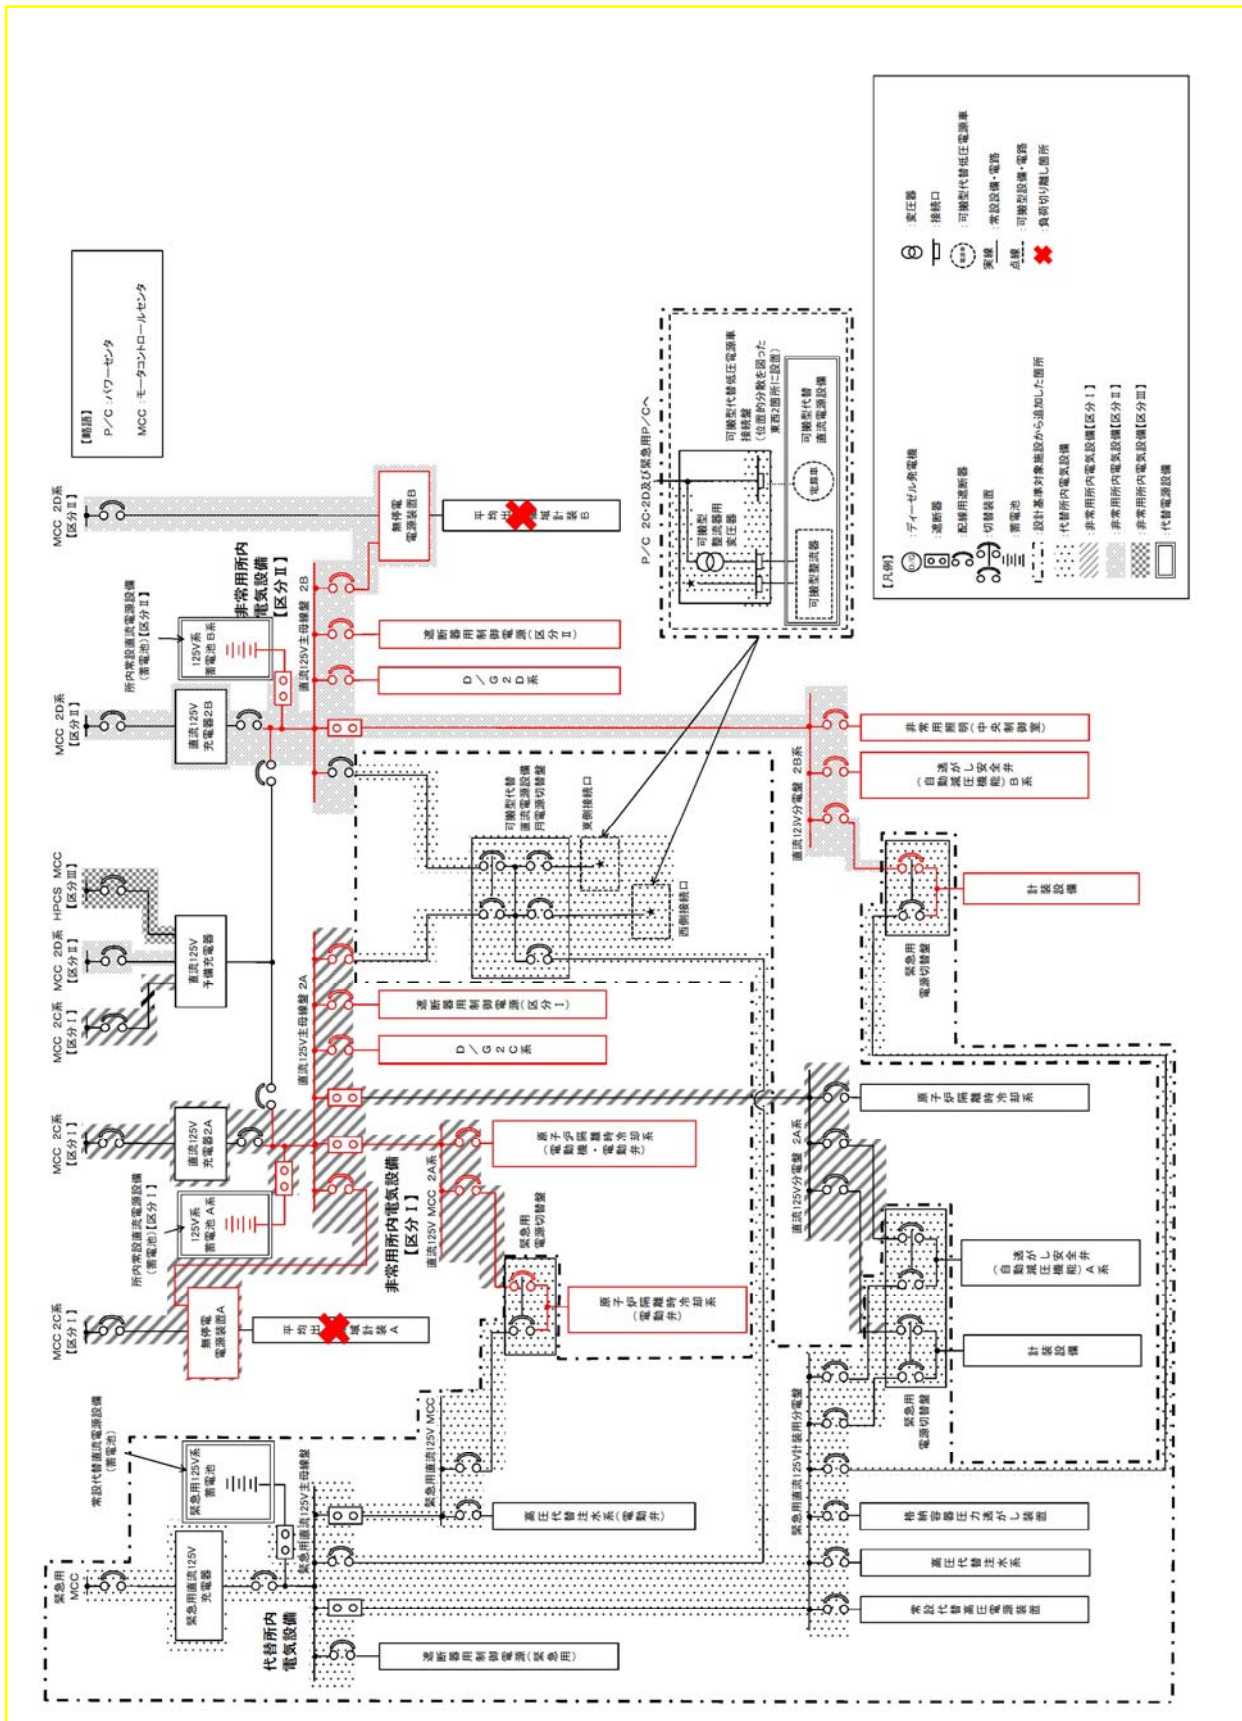 【略語】
P/C :パワーセンタ
MCC :モータコントロールセンタ
緊急用
MCC
MCC 2C系
【区分Ⅰ】
MCC 2C系
【区分Ⅰ】
MCC 2C系
【区分Ⅰ】
MCC 2D系
【区分Ⅱ】
HPCS MCC
【区分Ⅲ】
MCC 2D系
【区分Ⅱ】
MCC 2D系
【区分Ⅱ】
常設代替直流電源設備
(蓄電池)
所内常設直流電源設備
(蓄電池)【区分Ⅰ】
所内常設直流電源設備
(蓄電池)【区分Ⅱ】
緊急用直流125V
充電器
緊急用125V系
蓄電池
無停電
電源装置A
125V系
蓄電池 A系
直流125V
充電器2A
直流125V
予備充電器
直流125V
充電器2B
125V系
蓄電池 B系
無停電
電源装置B
平均出
域計装 A
平均出
域計装 B
代替所内
電気設備
非常用所内電気設備
【区分Ⅰ】
非常用所内
電気設備
【区分Ⅱ】
緊急用直流125V主母線盤
直流125V主母線盤 2A
直流125V主母線盤 2B
遮断器用制御電源(緊急用)
D/G2C系
遮断器用制御電源(区分Ⅰ)
D/G2D系
遮断器用制御電源(区分Ⅱ)
緊急用直流125V MCC
直流125V MCC 2A系
高圧代替注水系(電動弁)
緊急用
電源切替盤
原子炉隔離時冷却系
(電動機・電動弁)
原子炉隔離時冷却系
(電動弁)
可搬型代替
直流電源設備
用電源切替盤
西側接続口
東側接続口
P/C 2C・2D及び緊急用P/Cへ
可搬型代替低圧電源車
接続盤
(位置的分散を図った
東西2箇所に設置)
可搬型
整流器用
変圧器
可搬型整流器
電源車
可搬型代替
直流電源設備
緊急用直流125V計装用分電盤
直流125V分電盤 2A系
直流125V分電盤 2B系
常設代替高圧電源装置
高圧代替注水系
格納容器圧力逃がし装置
緊急用
電源切替盤
計装設備
逃がし安全弁
(自動減圧機能)A系
原子炉隔離時冷却系
緊急用
電源切替盤
計装設備
逃がし安全弁
(自動減圧機能)B系
非常用照明(中央制御室)
【凡例】
D/G
:ディーゼル発電機
:遮断器
:配線用遮断器
:切替装置
:蓄電池
:設計基準対象施設から追加した箇所
:代替所内電気設備
:非常用所内電気設備【区分Ⅰ】
:非常用所内電気設備【区分Ⅱ】
:非常用所内電気設備【区分Ⅲ】
:代替電源設備
:変圧器
:接続口
電源車
:可搬型代替低圧電源車
実線
:常設設備・電路
点線
:可搬型設備・電路
:負荷切り離し箇所